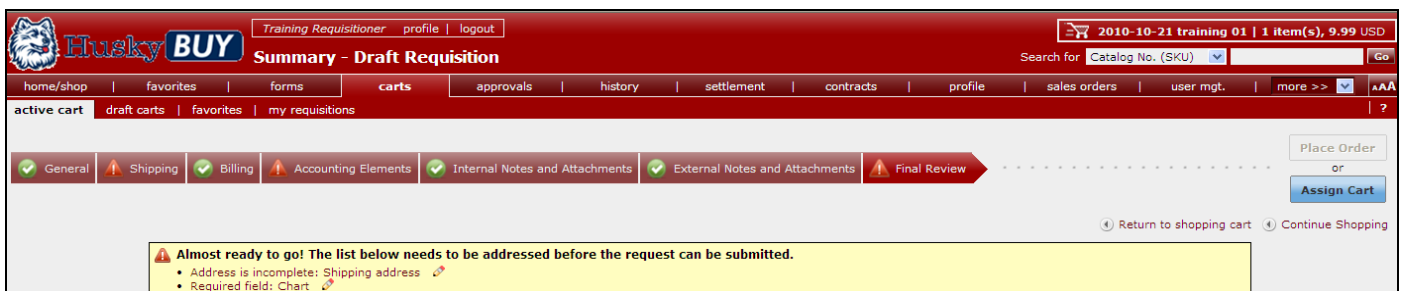 Husky BUY
Training Requisitioner profile | logout
2010-10-21 training 01 | 1 item(s), 9.99 USD
Summary - Draft Requisition
Search for Catalog No. (SKU) Go
home/shop | favorites | forms carts approvals | history | settlement | contracts | profile | sales orders | user mgt. | more >> AAA
active cart draft carts | favorites | my requisitions | ?
Place Order
General Shipping Billing Accounting Elements Internal Notes and Attachments External Notes and Attachments Final Review
or
Assign Cart
Return to shopping cart Continue Shopping
Almost ready to go! The list below needs to be addressed before the request can be submitted.
• Address is incomplete: Shipping address
• Required field: Chart